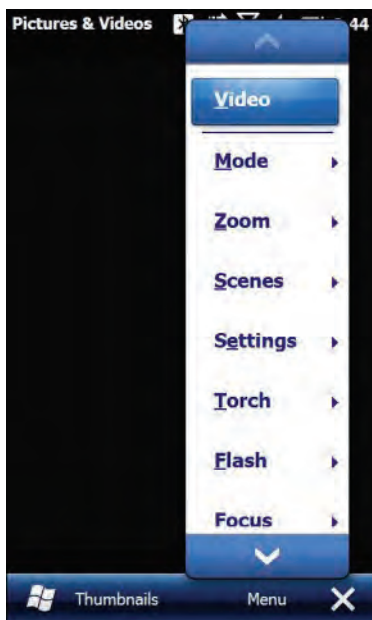 Pictures & Videos 44
Video
Mode
Zoom
Scenes
Settings
Torch
Flash
Focus
Thumbnails Menu